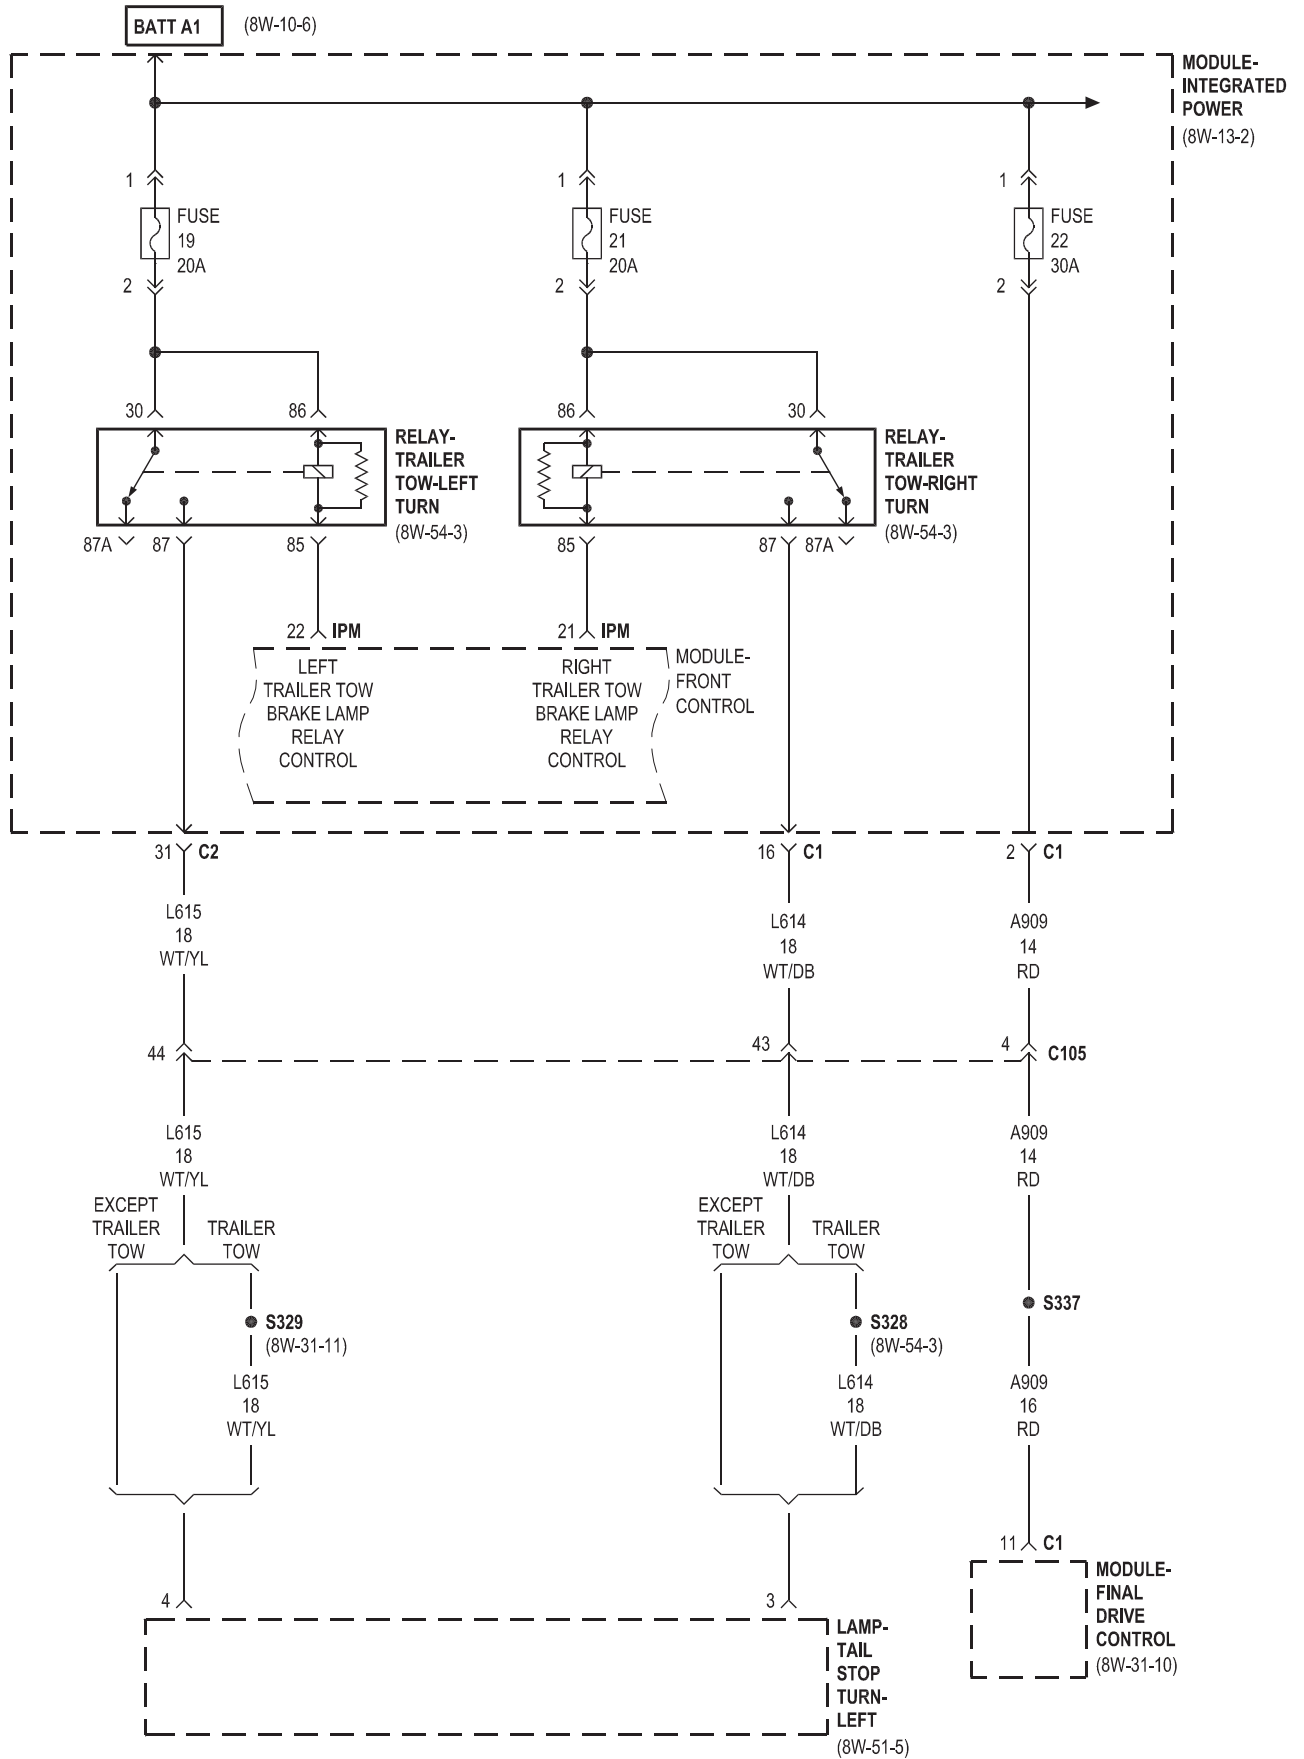 BATT A1
(8W-10-6)
MODULE-
INTEGRATED
POWER
(8W-13-2)
1
FUSE
19
20A
2
1
FUSE
21
20A
2
1
FUSE
22
30A
2
30
86
RELAY-
TRAILER
TOW-LEFT
TURN
(8W-54-3)
87A
87
85
86
30
RELAY-
TRAILER
TOW-RIGHT
TURN
(8W-54-3)
85
87
87A
22
IPM
LEFT
TRAILER TOW
BRAKE LAMP
RELAY
CONTROL
21
IPM
RIGHT
TRAILER TOW
BRAKE LAMP
RELAY
CONTROL
MODULE-
FRONT
CONTROL
31
C2
16
C1
2
C1
L615
18
WT/YL
L614
18
WT/DB
A909
14
RD
44
43
4
C105
L615
18
WT/YL
L614
18
WT/DB
A909
14
RD
EXCEPT
TRAILER
TOW
TRAILER
TOW
EXCEPT
TRAILER
TOW
TRAILER
TOW
S329
(8W-31-11)
S328
(8W-54-3)
S337
L615
18
WT/YL
L614
18
WT/DB
A909
16
RD
4
3
11
C1
LAMP-
TAIL
STOP
TURN-
LEFT
(8W-51-5)
MODULE-
FINAL
DRIVE
CONTROL
(8W-31-10)